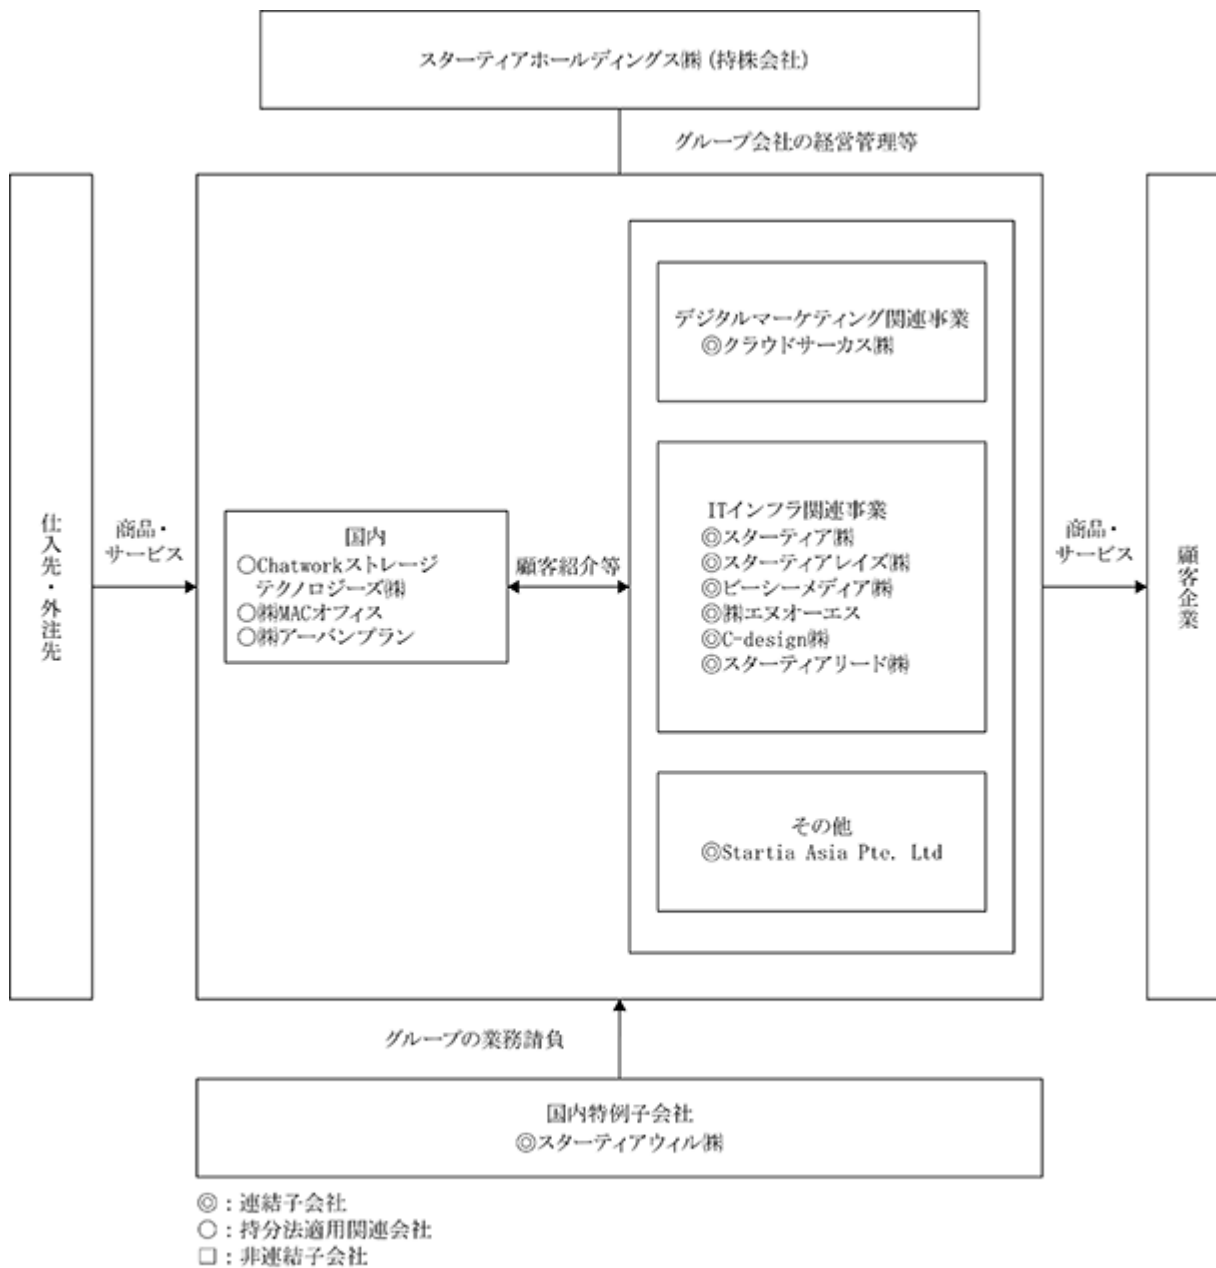 スターティアホールディングス㈱(持株会社)
グループ会社の経営管理等
仕入先・外注先
商品・
サービス
国内
○Chatworkストレージ
テクノロジーズ㈱
○㈱MACオフィス
○㈱アーバンプラン
顧客紹介等
デジタルマーケティング関連事業
◎クラウドサーカス㈱
ITインフラ関連事業
◎スターティア㈱
◎スターティアレイズ㈱
◎ビーシーメディア㈱
◎㈱エヌオーエス
◎C-design㈱
◎スターティアリード㈱
その他
◎Startia Asia Pte. Ltd
商品・
サービス
顧客企業
グループの業務請負
国内特例子会社
◎スターティアウィル㈱
◎：連結子会社
○：持分法適用関連会社
□：非連結子会社